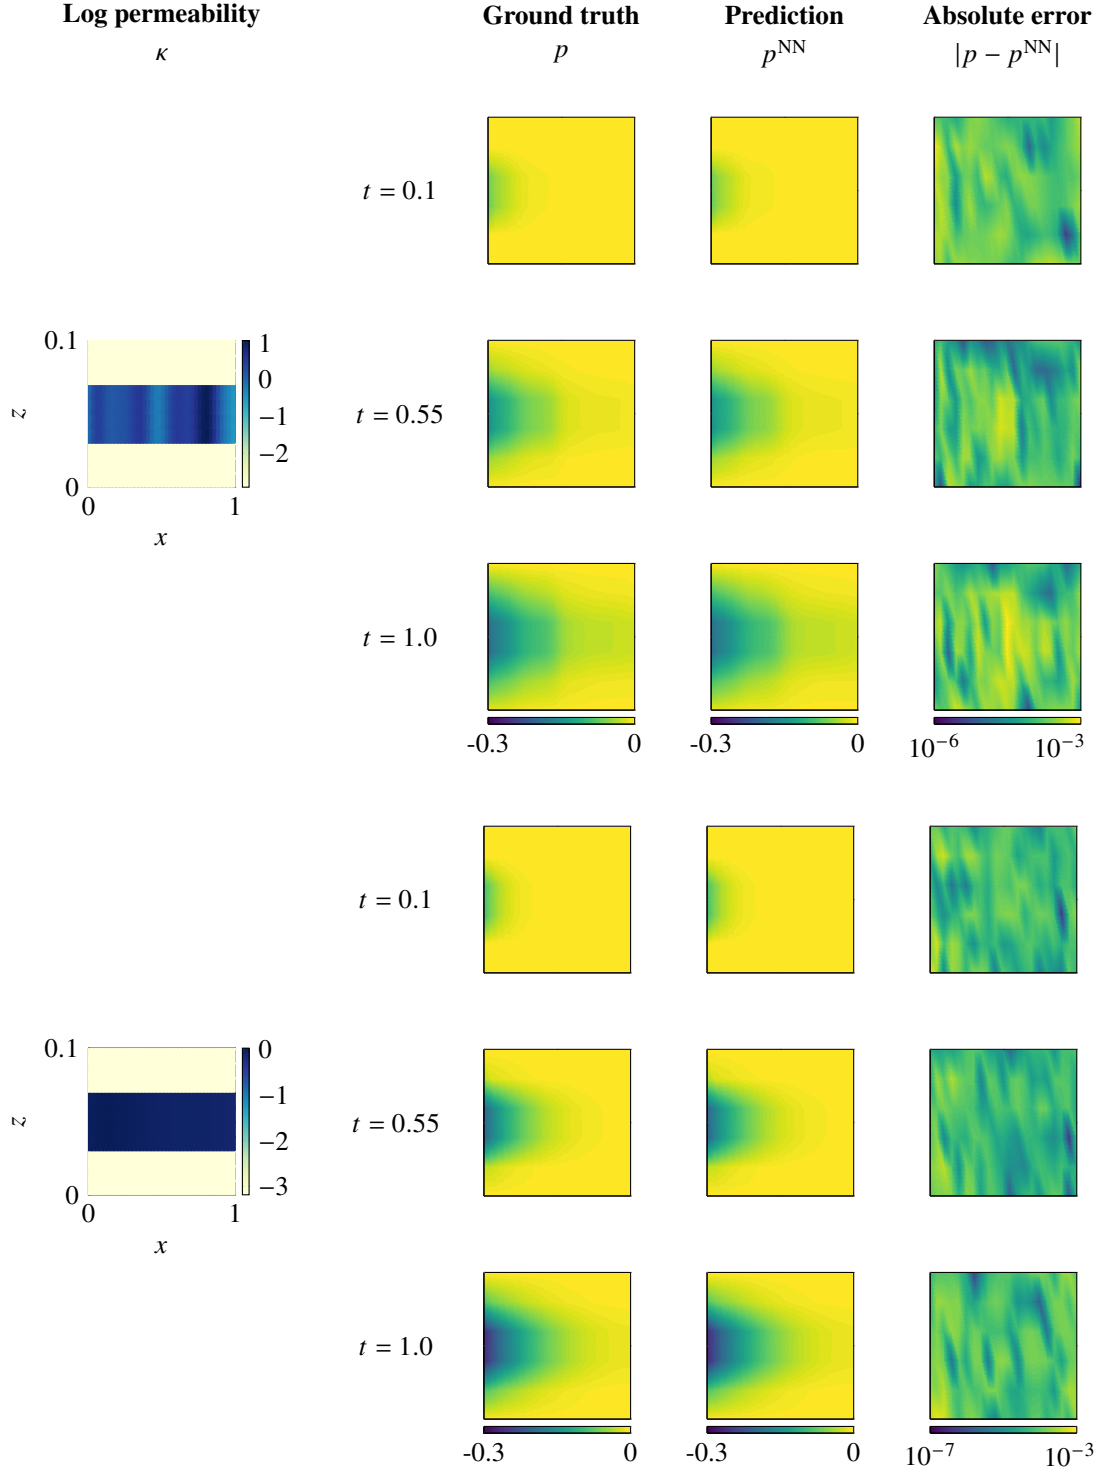 Log permeability Ground truth Prediction Absolute error
κ p p^NN |p − p^NN|
t = 0.1
0.1 1
0
z t = 0.55
−1
−2
0
0 1
x
t = 1.0
-0.3 0 -0.3 0 10^−6 10^−3
t = 0.1
0.1 0
−1
z t = 0.55
−2
−3
0
0 1
x
t = 1.0
-0.3 0 -0.3 0 10^−7 10^−3